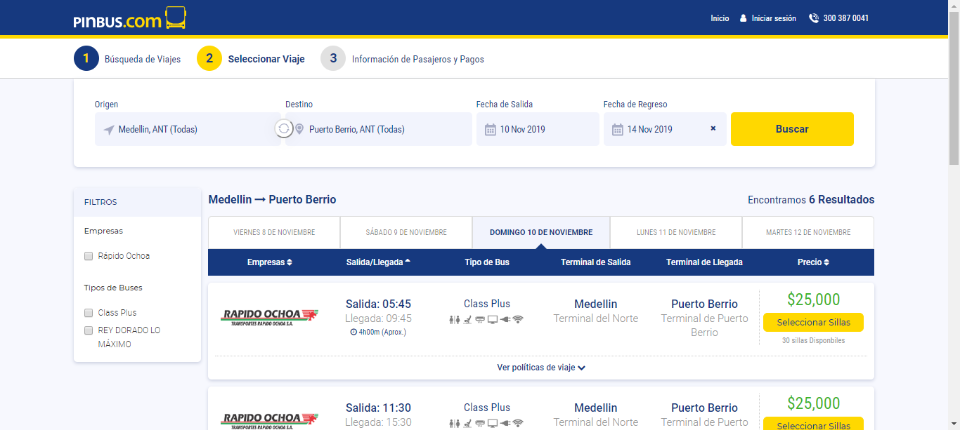 PINBUS.com
Inicio Iniciar sesión 300 387 0041
1 Búsqueda de Viajes 2 Seleccionar Viaje 3 Información de Pasajeros y Pagos
Origen Destino Fecha de Salida Fecha de Regreso
Medellin, ANT (Todas) Puerto Berrio, ANT (Todas) 10 Nov 2019 14 Nov 2019 × Buscar
FILTROS
Empresas
Rápido Ochoa
Tipos de Buses
Class Plus
REY DORADO LO
MÁXIMO
Medellin → Puerto Berrio Encontramos 6 Resultados
VIERNES 8 DE NOVIEMBRE SÁBADO 9 DE NOVIEMBRE DOMINGO 10 DE NOVIEMBRE LUNES 11 DE NOVIEMBRE MARTES 12 DE NOVIEMBRE
Empresas Salida/Llegada Tipo de Bus Terminal de Salida Terminal de Llegada Precio
RAPIDO OCHOA
TRANSPORTES RAPIDO OCHOA S.A.
Salida: 05:45
Llegada: 09:45
4h00m (Aprox.)
Class Plus
Medellin
Terminal del Norte
Puerto Berrio
Terminal de Puerto
Berrio
$25,000
Seleccionar Sillas
30 sillas Disponibles
Ver políticas de viaje
RAPIDO OCHOA
TRANSPORTES RAPIDO OCHOA S.A.
Salida: 11:30
Llegada: 15:30
Class Plus
Medellin
Terminal del Norte
Puerto Berrio
Terminal de Puerto
$25,000
Seleccionar Sillas